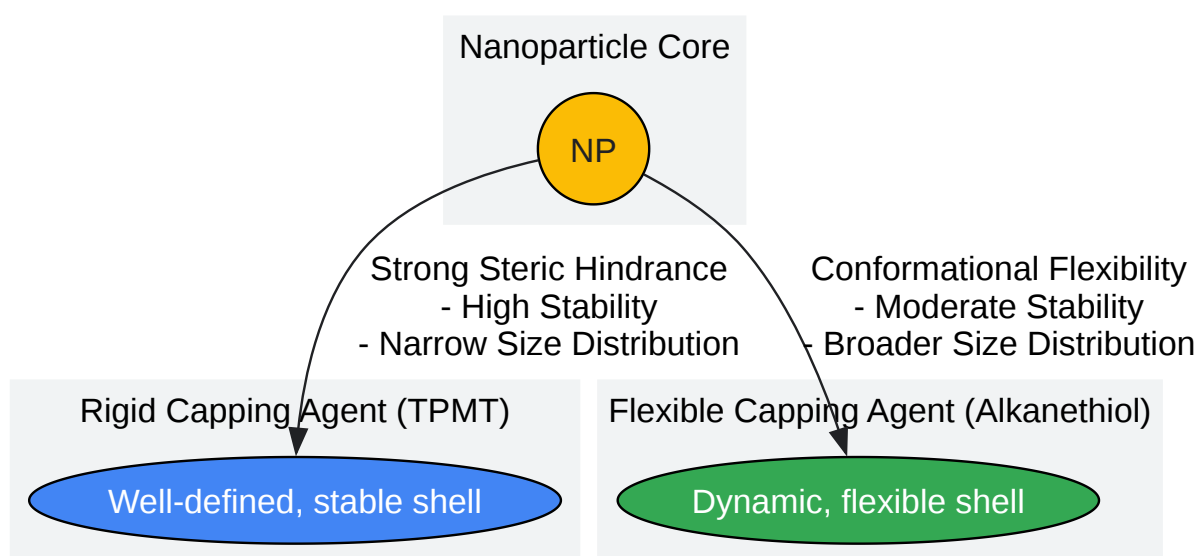 Nanoparticle Core
NP
Strong Steric Hindrance
- High Stability
- Narrow Size Distribution
Conformational Flexibility
- Moderate Stability
- Broader Size Distribution
Rigid Capping Agent (TPMT)
Flexible Capping Agent (Alkanethiol)
Well-defined, stable shell
Dynamic, flexible shell